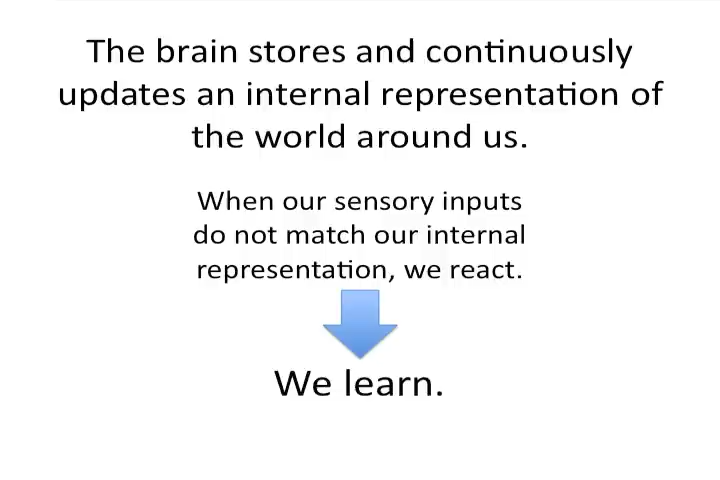 The brain stores and continuously
updates an internal representation of
the world around us.
When our sensory inputs
do not match our internal
representation, we react.
We learn.